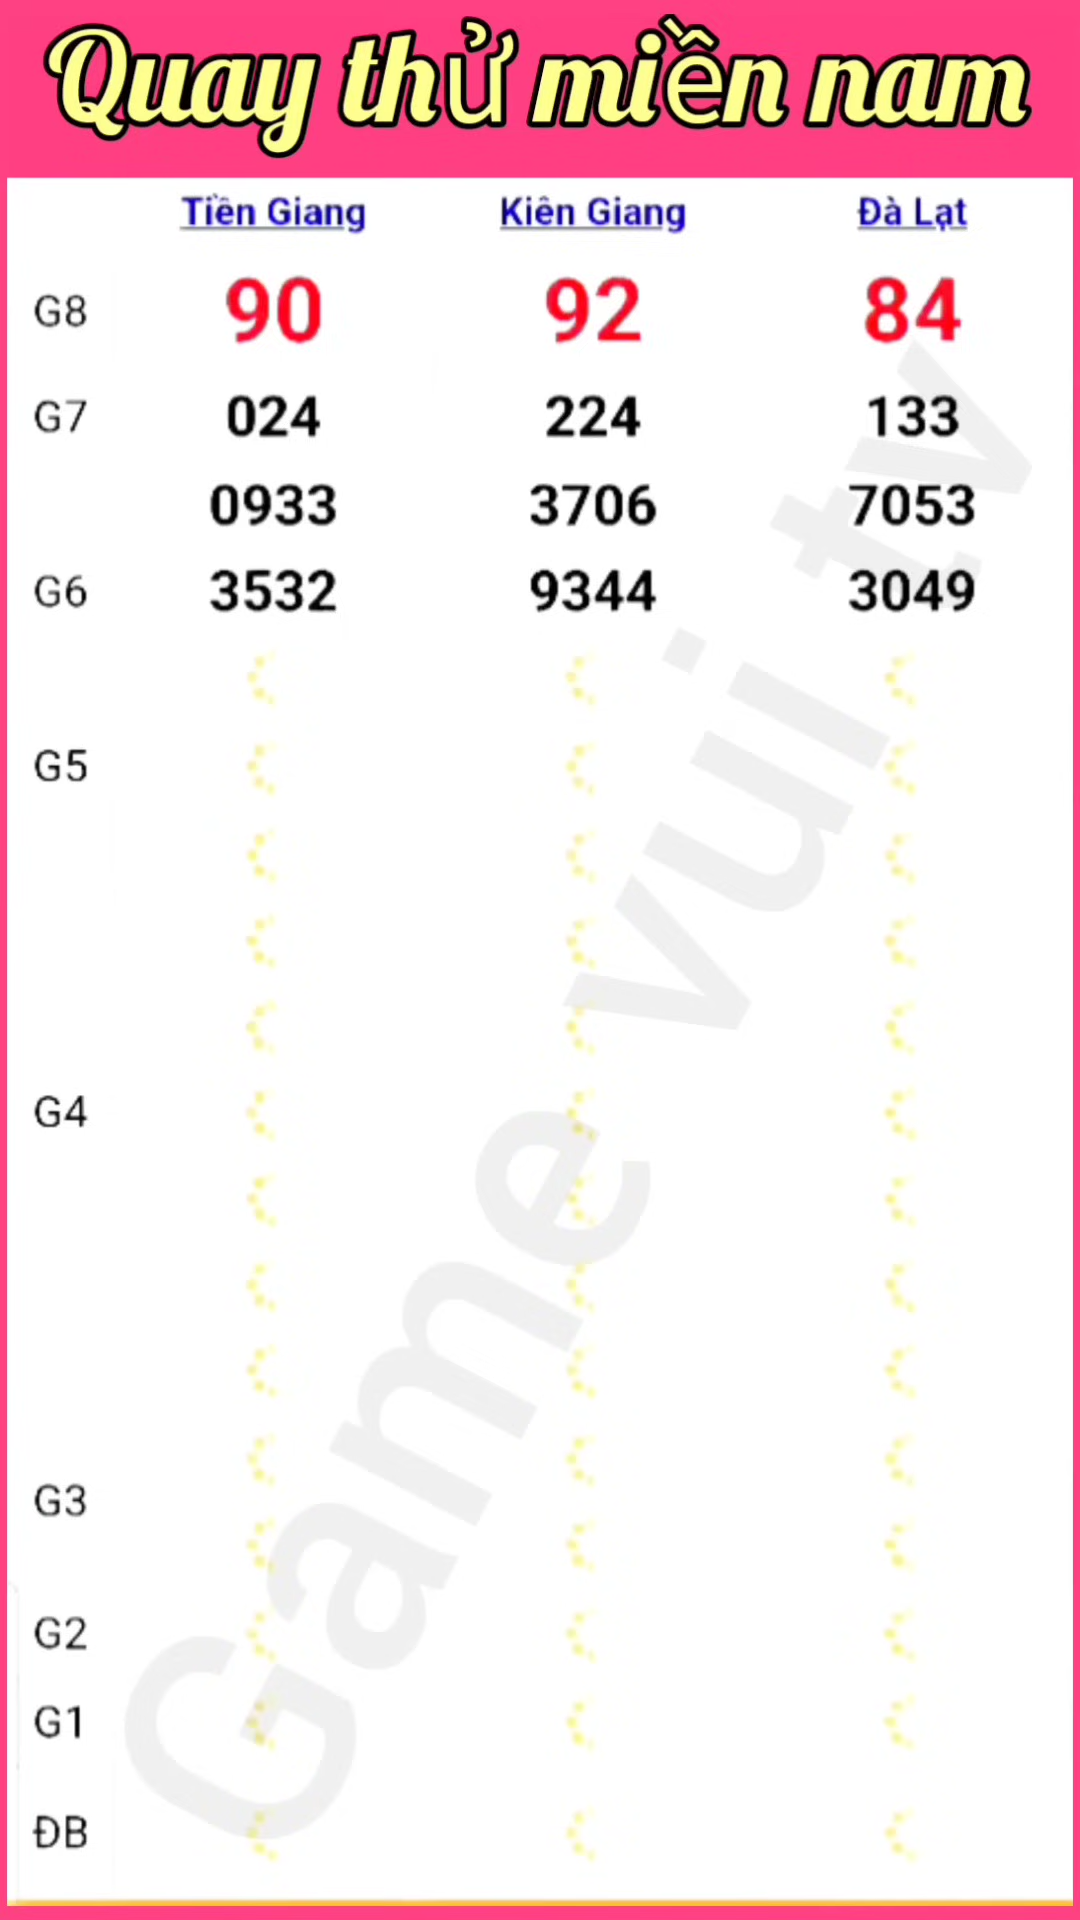 Quay thử miền nam
Tiền Giang Kiên Giang Đà Lạt
G8 90 92 84
G7 024 224 133
0933 3706 7053
G6 3532 9344 3049
G5
G4
G3
G2
G1
ĐB
Game vui tv